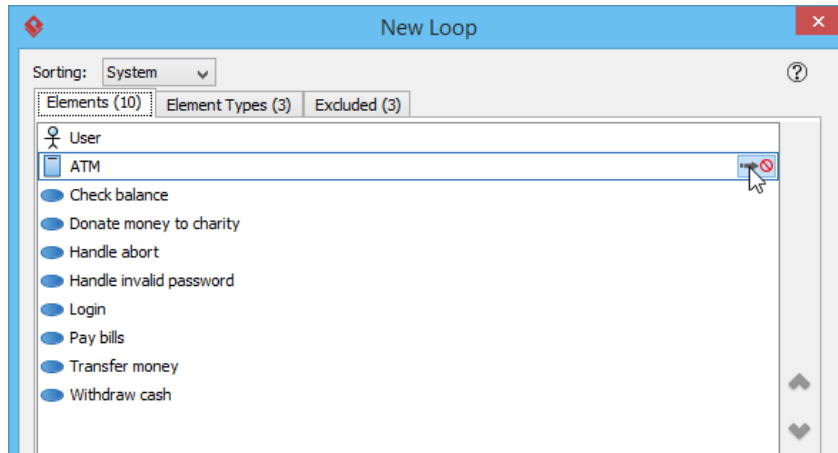 New Loop
Sorting: System
Elements (10) Element Types (3) Excluded (3)
User
ATM
Check balance
Donate money to charity
Handle abort
Handle invalid password
Login
Pay bills
Transfer money
Withdraw cash